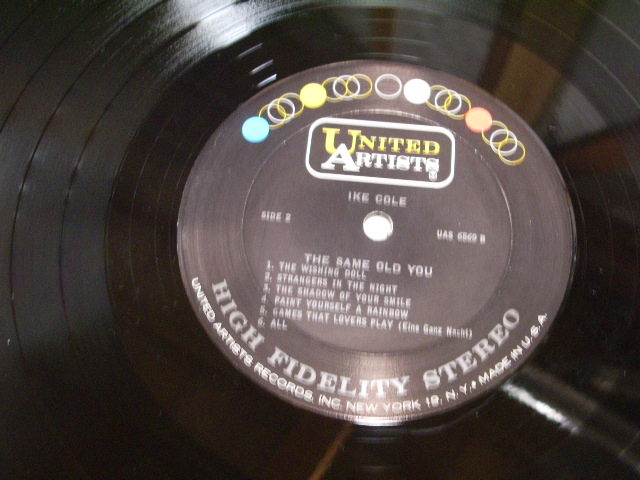 UNITED
ARTISTS
IKE COLE
SIDE 2
UAS 6569 B
THE SAME OLD YOU
1. THE WISHING DOLL
2. STRANGERS IN THE NIGHT
3. THE SHADOW OF YOUR SMILE
4. PAINT YOURSELF A RAINBOW
5. GAMES THAT LOVERS PLAY (Eine Ganz Nacht)
6. ALL
HIGH FIDELITY STEREO
UNITED ARTISTS RECORDS, INC. NEW YORK 19, N.Y. • MADE IN U.S.A.